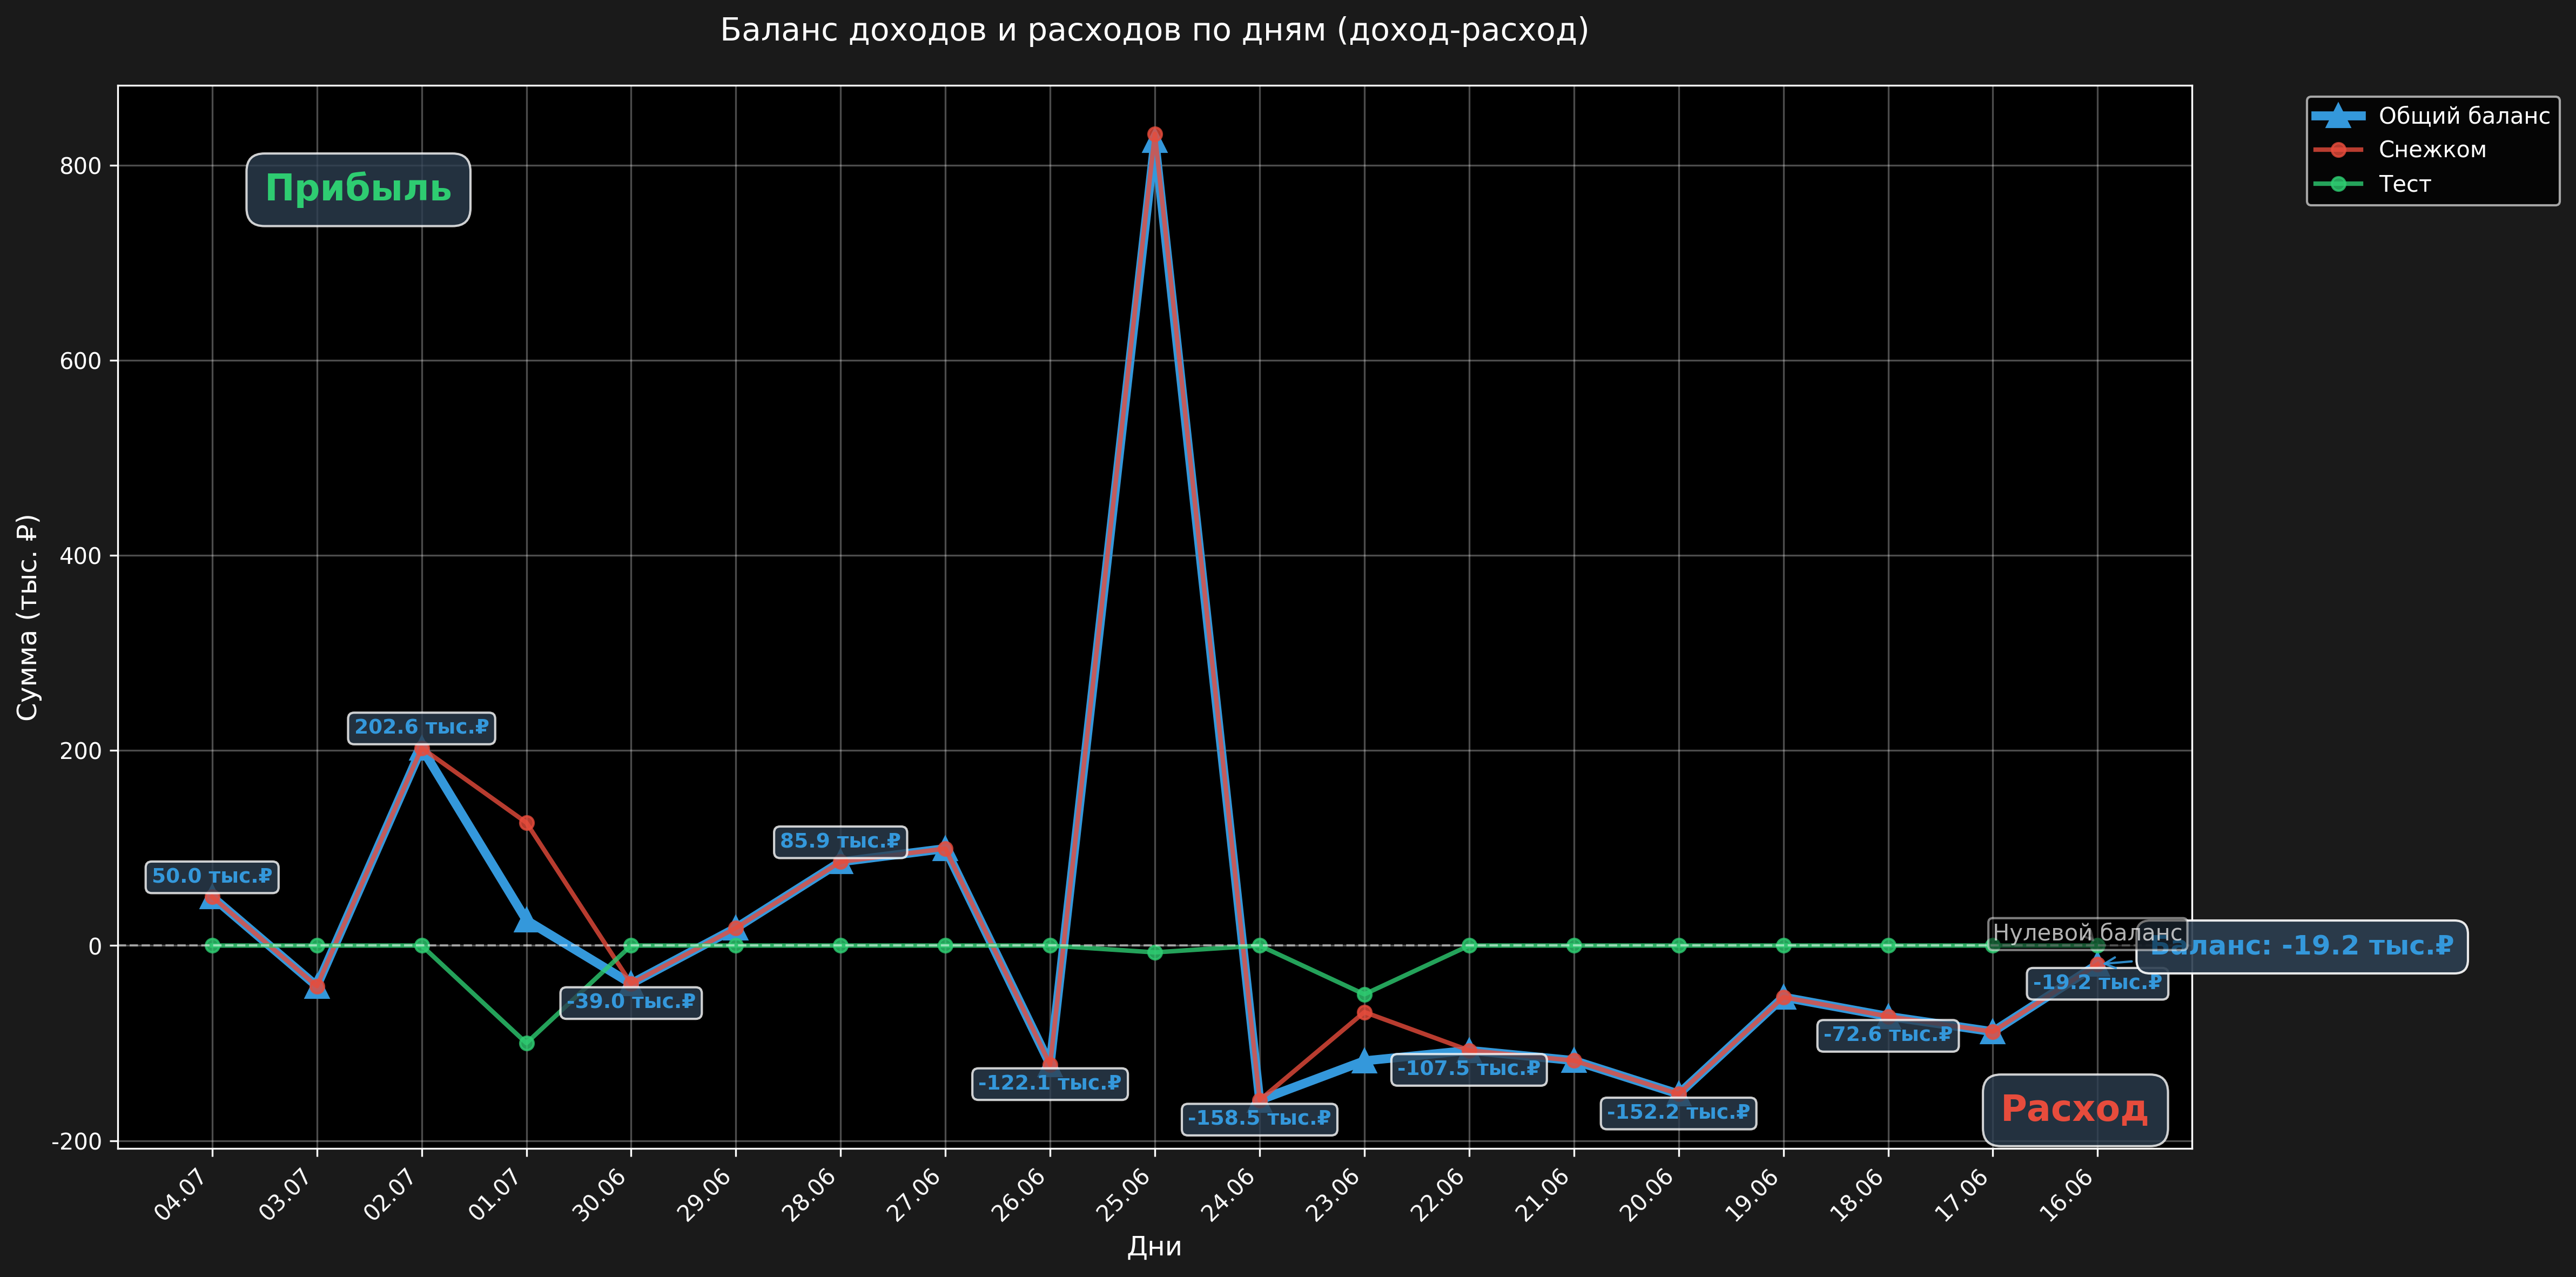 Баланс доходов и расходов по дням (доход-расход)
Общий баланс
Снежком
Тест
Прибыль
Сумма (тыс. ₽)
800
600
400
200
0
-200
202.6 тыс.₽
85.9 тыс.₽
50.0 тыс.₽
Нулевой баланс
Баланс: -19.2 тыс.₽
-19.2 тыс.₽
-39.0 тыс.₽
-72.6 тыс.₽
-107.5 тыс.₽
-122.1 тыс.₽
-152.2 тыс.₽
-158.5 тыс.₽
Расход
04.07
03.07
02.07
01.07
30.06
29.06
28.06
27.06
26.06
25.06
24.06
23.06
22.06
21.06
20.06
19.06
18.06
17.06
16.06
Дни